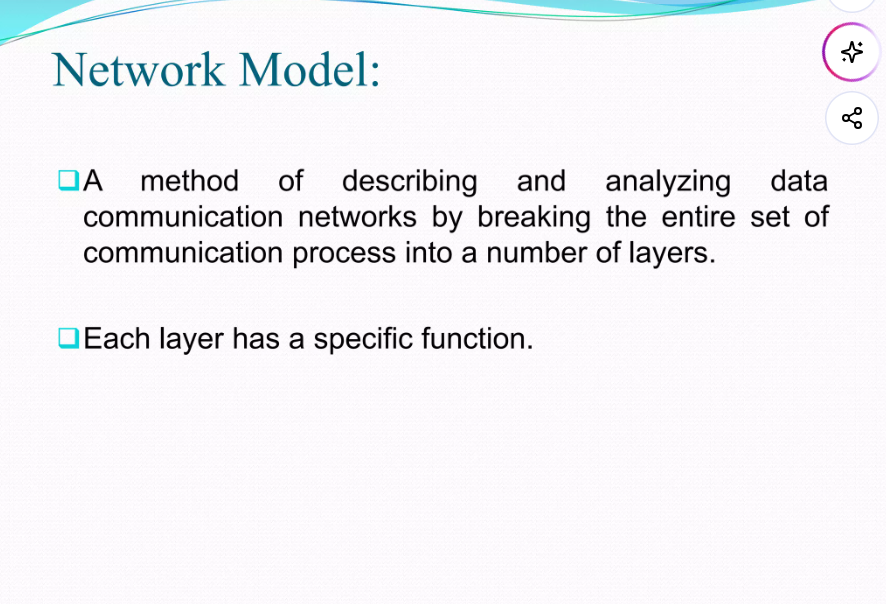 Network Model:
❑A method of describing and analyzing data
communication networks by breaking the entire set of
communication process into a number of layers.
❑Each layer has a specific function.